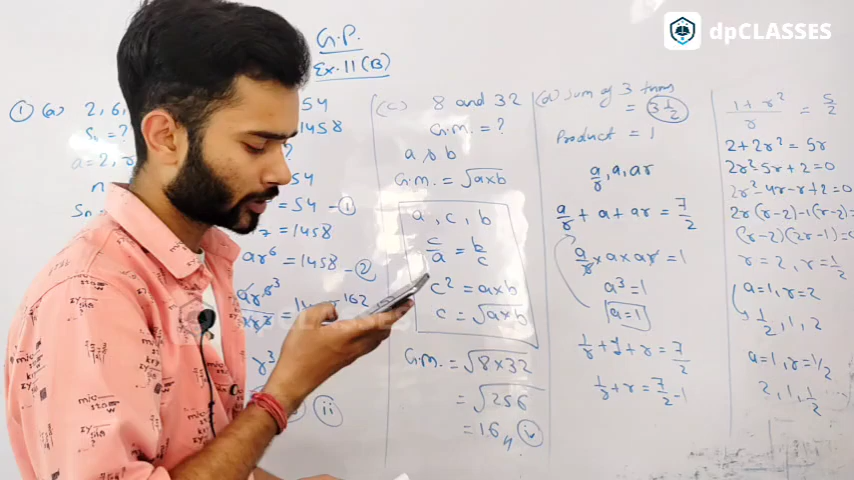 dpCLASSES
G.P.
Ex.11(B)
① (a) 2, 6,
54
Sn = ?
1458
a = 2, r
?
n
54
Sn
= 54 - ①
= 1458
ar⁶ = 1458 - ②
162
r³
ⓘⓘ
(c) 8 and 32
G.M. = ?
a & b
G.M. = √a×b
a, c, b
c/a = b/c
c² = a×b
c = √a×b
G.M. = √8×32
= √256
= 16 ⓘⓥ
(d) Sum of 3 terms
= 3 1/2
Product = 1
a/r, a, ar
a/r + a + ar = 7/2
a/r × a × ar = 1
a³ = 1
a = 1
1/r + 1 + r = 7/2
1/r + r = 7/2 - 1
1 + r² / r = 5/2
2 + 2r² = 5r
2r² - 5r + 2 = 0
2r² - 4r - r + 2 = 0
2r(r-2) - 1(r-2) =
(r-2)(2r-1) =
r = 2, r = 1/2
a = 1, r = 2
1/2, 1, 2
a = 1, r = 1/2
2, 1, 1/2
dpCLASSES